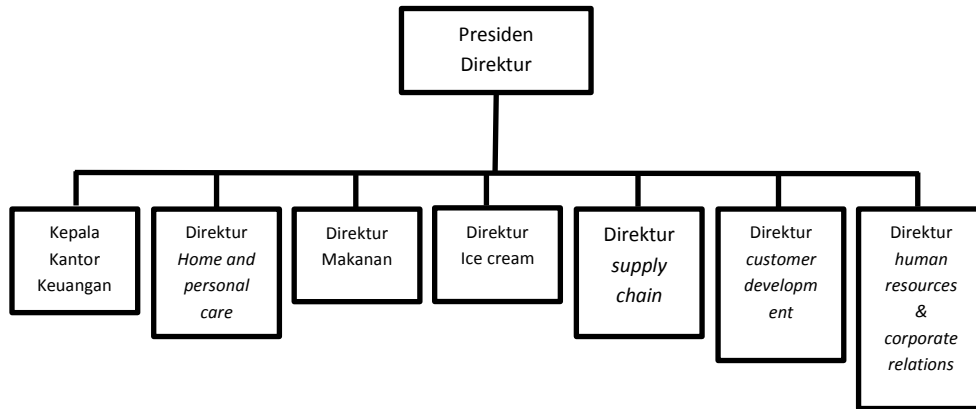 Presiden
Direktur
Kepala
Kantor
Keuangan
Direktur
Home and
personal
care
Direktur
Makanan
Direktur
Ice cream
Direktur
supply
chain
Direktur
customer
developm
ent
Direktur
human
resources
&
corporate
relations